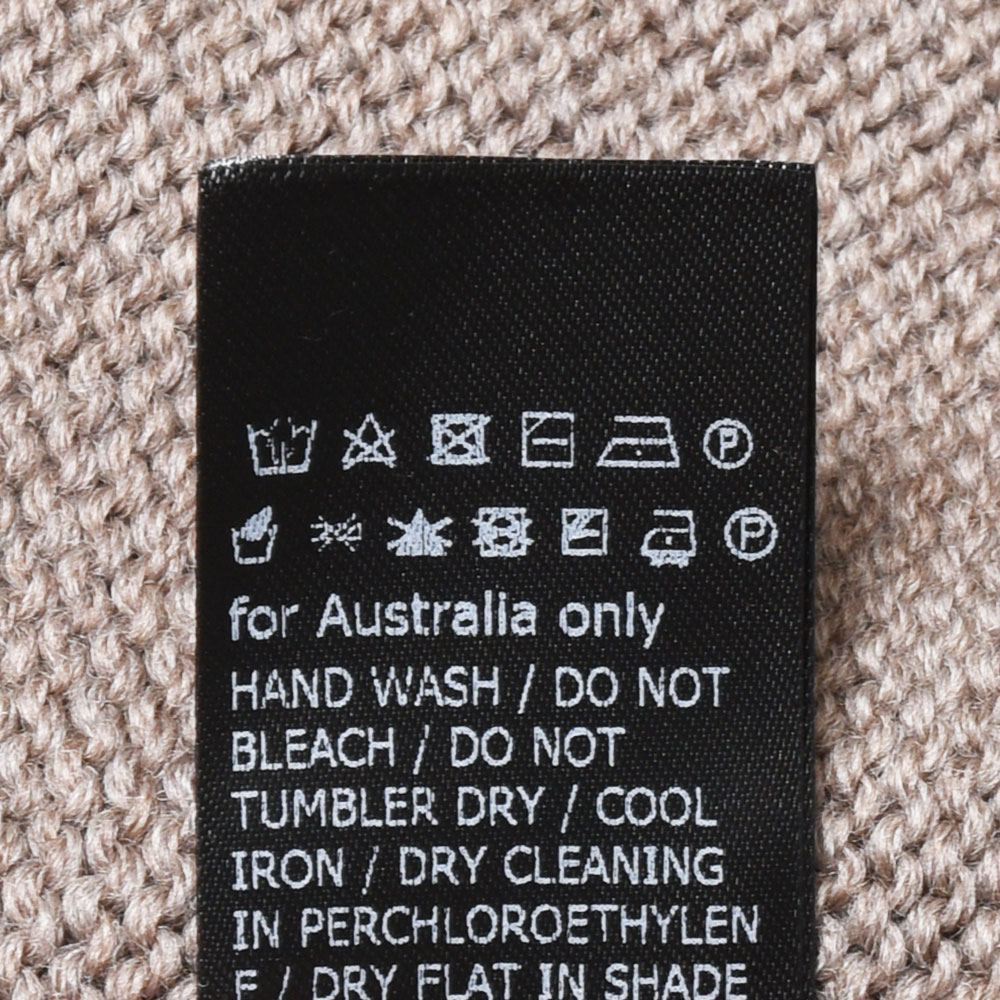 P
P
for Australia only
HAND WASH / DO NOT
BLEACH / DO NOT
TUMBLER DRY / COOL
IRON / DRY CLEANING
IN PERCHLOROETHYLEN
E / DRY FLAT IN SHADE